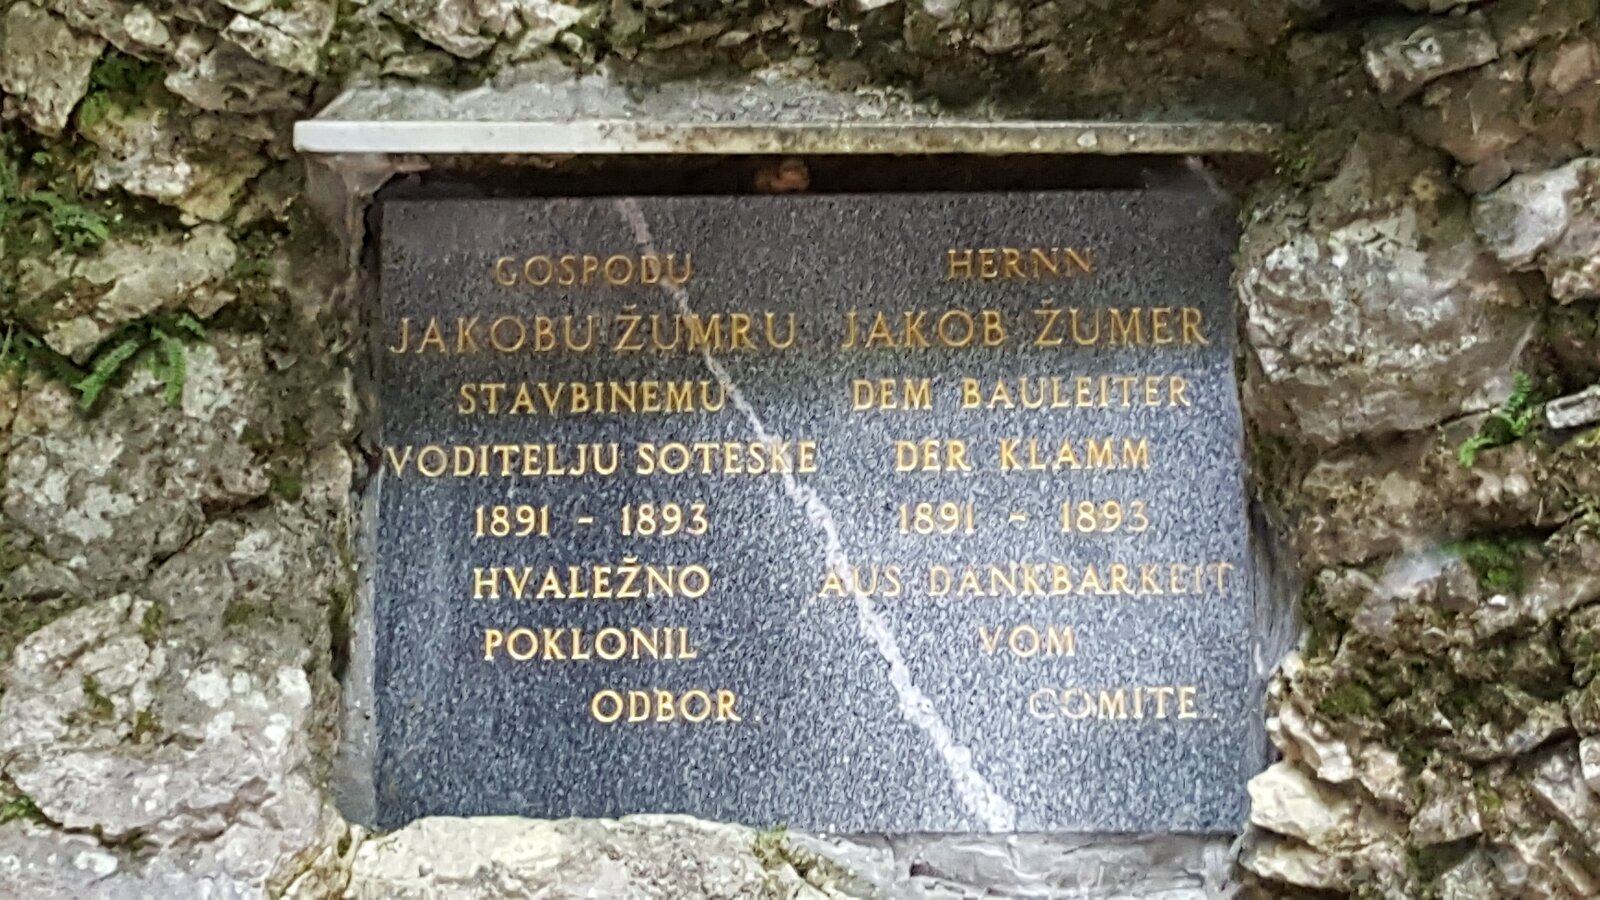 GOSPODU
JAKOBU ŽUMRU
STAVBINEMU
VODITELJU SOTESKE
1891 - 1893
HVALEŽNO
POKLONIL
ODBOR.
HERNN
JAKOB ŽUMER
DEM BAULEITER
DER KLAMM
1891 - 1893
AUS DANKBARKEIT
VOM
COMITE.